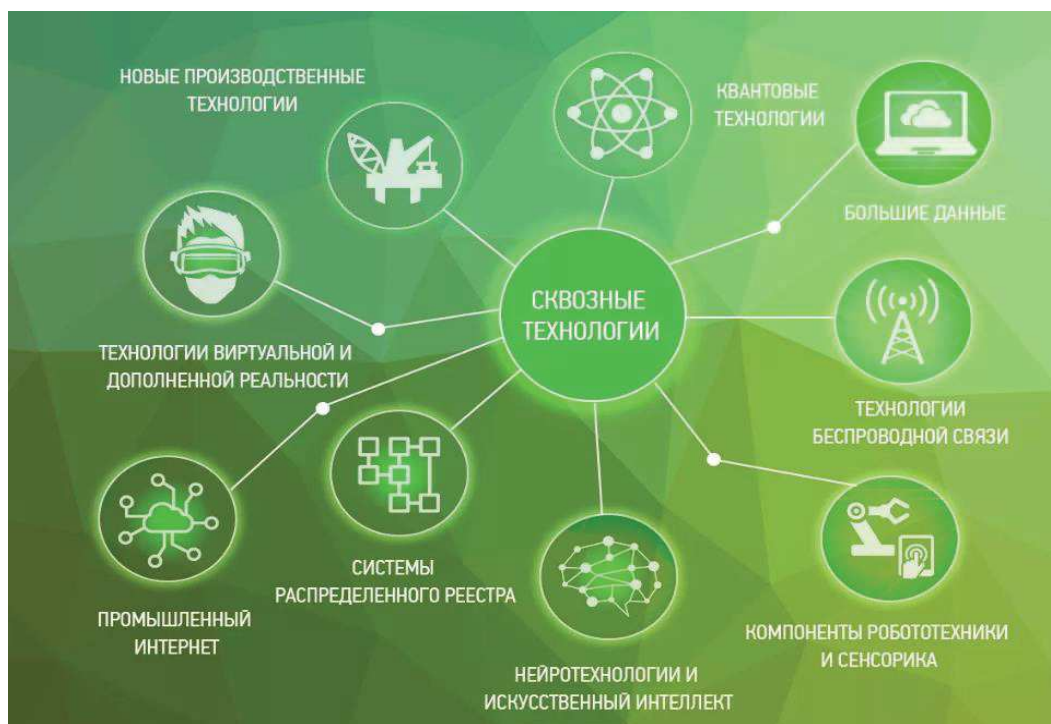 НОВЫЕ ПРОИЗВОДСТВЕННЫЕ
ТЕХНОЛОГИИ
КВАНТОВЫЕ
ТЕХНОЛОГИИ
БОЛЬШИЕ ДАННЫЕ
СКВОЗНЫЕ
ТЕХНОЛОГИИ
ТЕХНОЛОГИИ ВИРТУАЛЬНОЙ И
ДОПОЛНЕННОЙ РЕАЛЬНОСТИ
ТЕХНОЛОГИИ
БЕСПРОВОДНОЙ СВЯЗИ
СИСТЕМЫ
РАСПРЕДЕЛЕННОГО РЕЕСТРА
ПРОМЫШЛЕННЫЙ
ИНТЕРНЕТ
КОМПОНЕНТЫ РОБОТОТЕХНИКИ
И СЕНСОРИКА
НЕЙРОТЕХНОЛОГИИ И
ИСКУССТВЕННЫЙ ИНТЕЛЛЕКТ